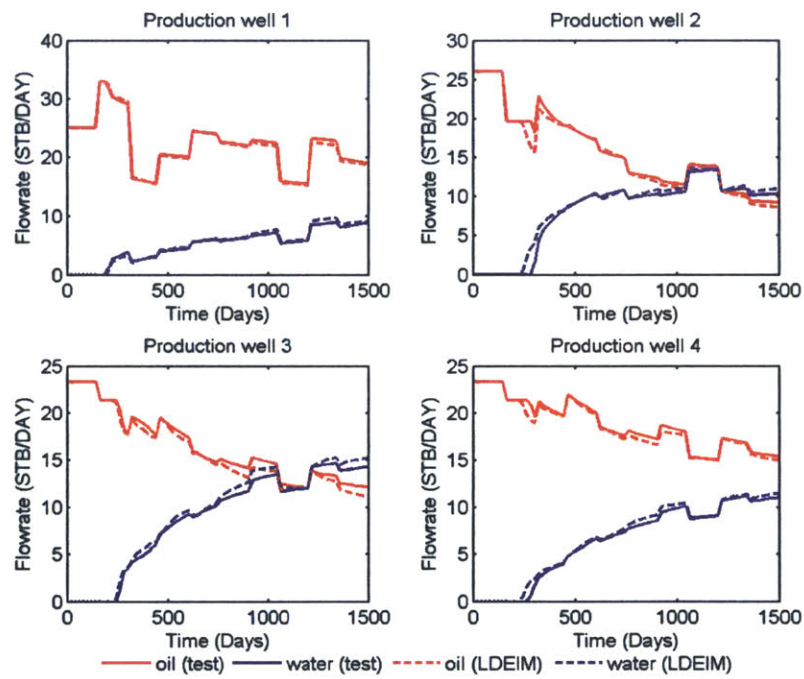 Production well 1
Flowrate (STB/DAY)
40
30
20
10
0
0 500 1000 1500
Time (Days)
Production well 2
Flowrate (STB/DAY)
30
25
20
15
10
5
0
0 500 1000 1500
Time (Days)
Production well 3
Flowrate (STB/DAY)
25
20
15
10
5
0
0 500 1000 1500
Time (Days)
Production well 4
Flowrate (STB/DAY)
25
20
15
10
5
0
0 500 1000 1500
Time (Days)
oil (test) water (test) oil (LDEIM) water (LDEIM)